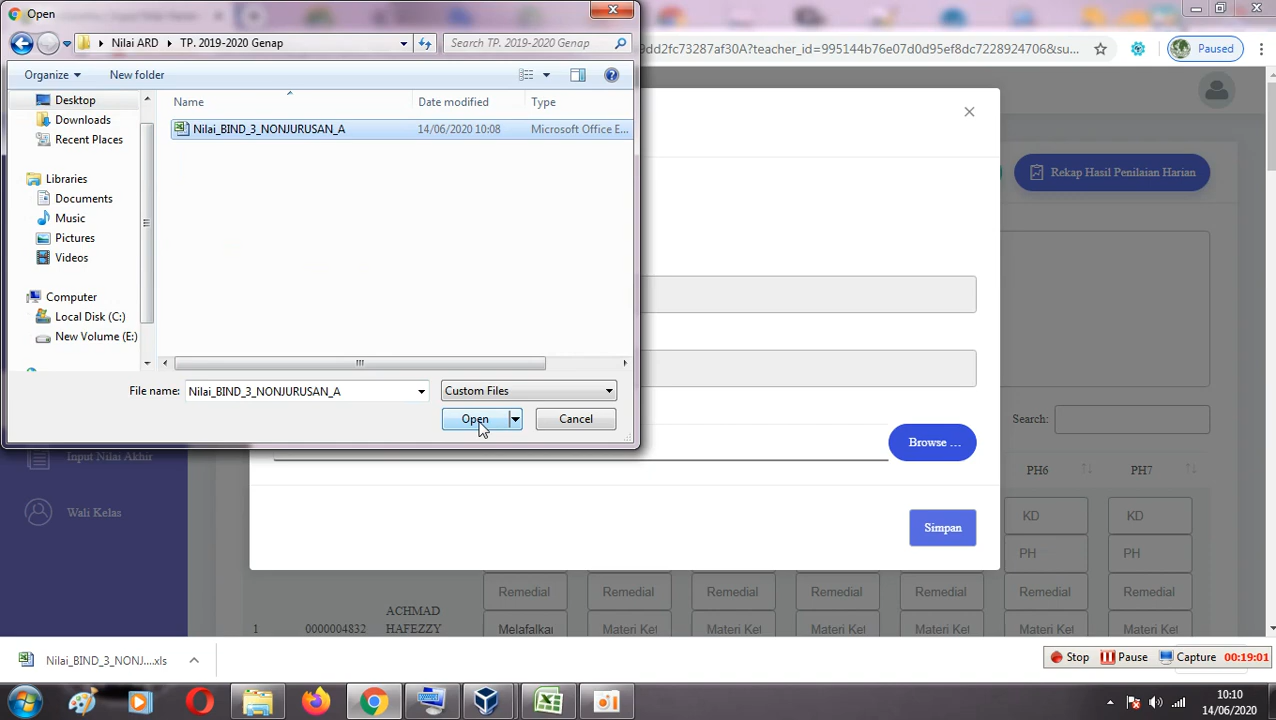 Open
Nilai ARD ▸ TP. 2019-2020 Genap
Search TP. 2019-2020 Genap
9dd2fc73287af30A?teacher_id=995144b76e07d0d95ef8dc7228924706&su...
Paused
Organize
New folder
Desktop
Downloads
Recent Places
Libraries
Documents
Music
Pictures
Videos
Computer
Local Disk (C:)
New Volume (E:)
Name
Date modified
Type
Nilai_BIND_3_NONJURUSAN_A
14/06/2020 10:08
Microsoft Office E...
File name:
Nilai_BIND_3_NONJURUSAN_A
Custom Files
Open
Cancel
Rekap Hasil Penilaian Harian
Search:
Browse ...
Simpan
Input Nilai Akhir
Wali Kelas
PH6
PH7
KD
KD
PH
PH
Remedial
Remedial
Remedial
Remedial
Remedial
Remedial
Remedial
1
0000004832
ACHMAD
HAFEZZY
Melafalkan
Materi Ket
Materi Ket
Materi Ket
Materi Ket
Materi Ket
Materi Ket
Nilai_BIND_3_NONJ....xls
Stop
Pause
Capture
00:19:01
10:10
14/06/2020